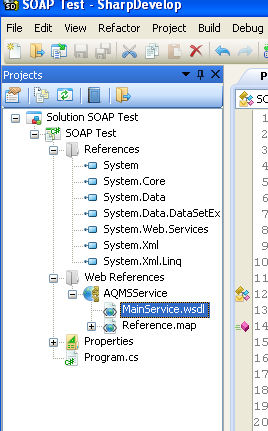 SOAP Test - SharpDevelop
File Edit View Project Build Debug
Projects
P
Solution SOAP Test
SOAP Test
References
System
System.Core
System.Data
System.Data.DataSetEx
System.Web.Services
System.Xml
System.Xml.Linq
Web References
AQMSService
MainService.wsdl
Reference.map
Properties
Program.cs
SO
1
2
3
4
5
6
7
8
9
10
11
12
13
14
15
16
17
18
19
20